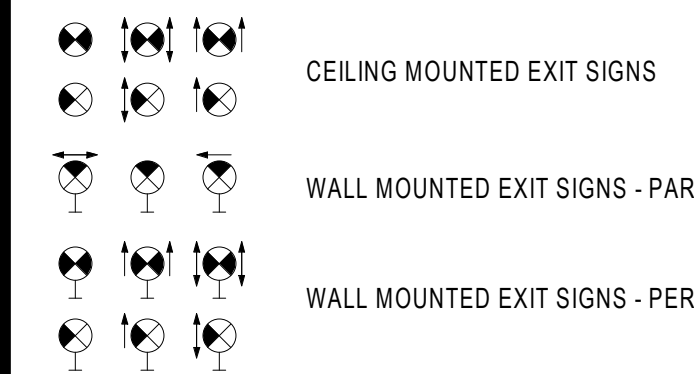 CEILING MOUNTED EXIT SIGNS
WALL MOUNTED EXIT SIGNS - PAR
WALL MOUNTED EXIT SIGNS - PER